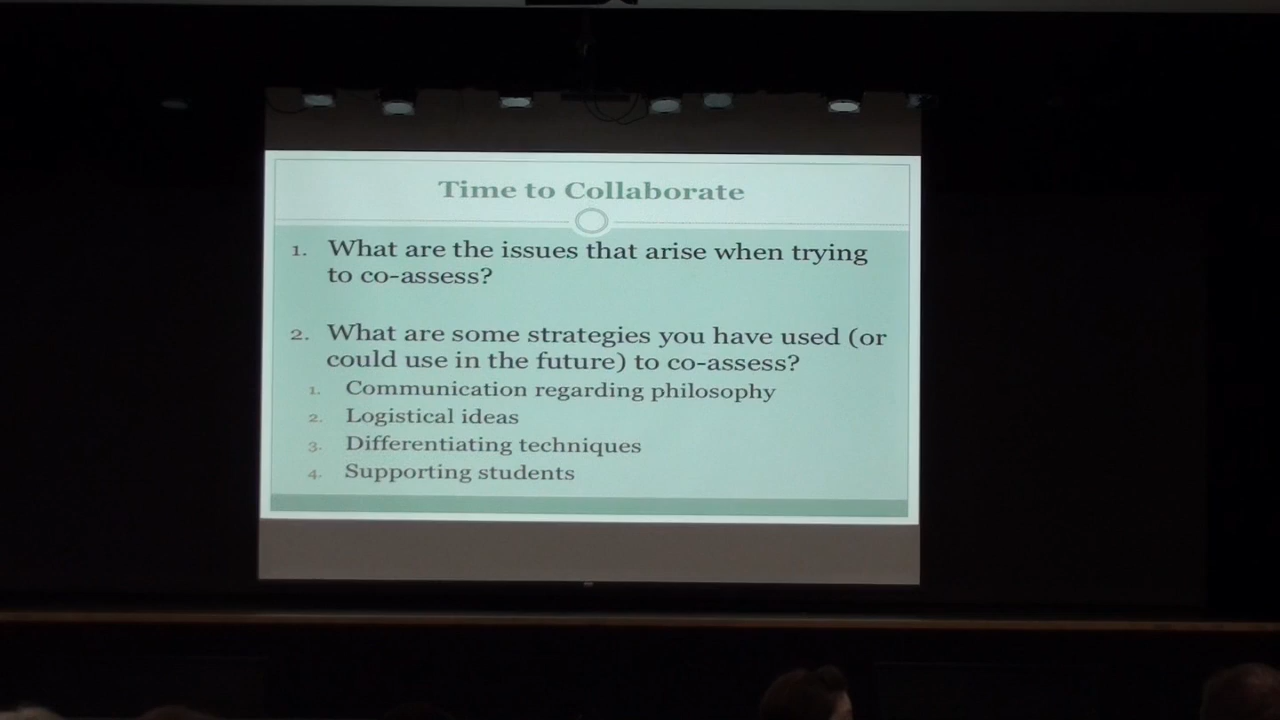 Time to Collaborate
1. What are the issues that arise when trying
to co-assess?
2. What are some strategies you have used (or
could use in the future) to co-assess?
1. Communication regarding philosophy
2. Logistical ideas
3. Differentiating techniques
4. Supporting students